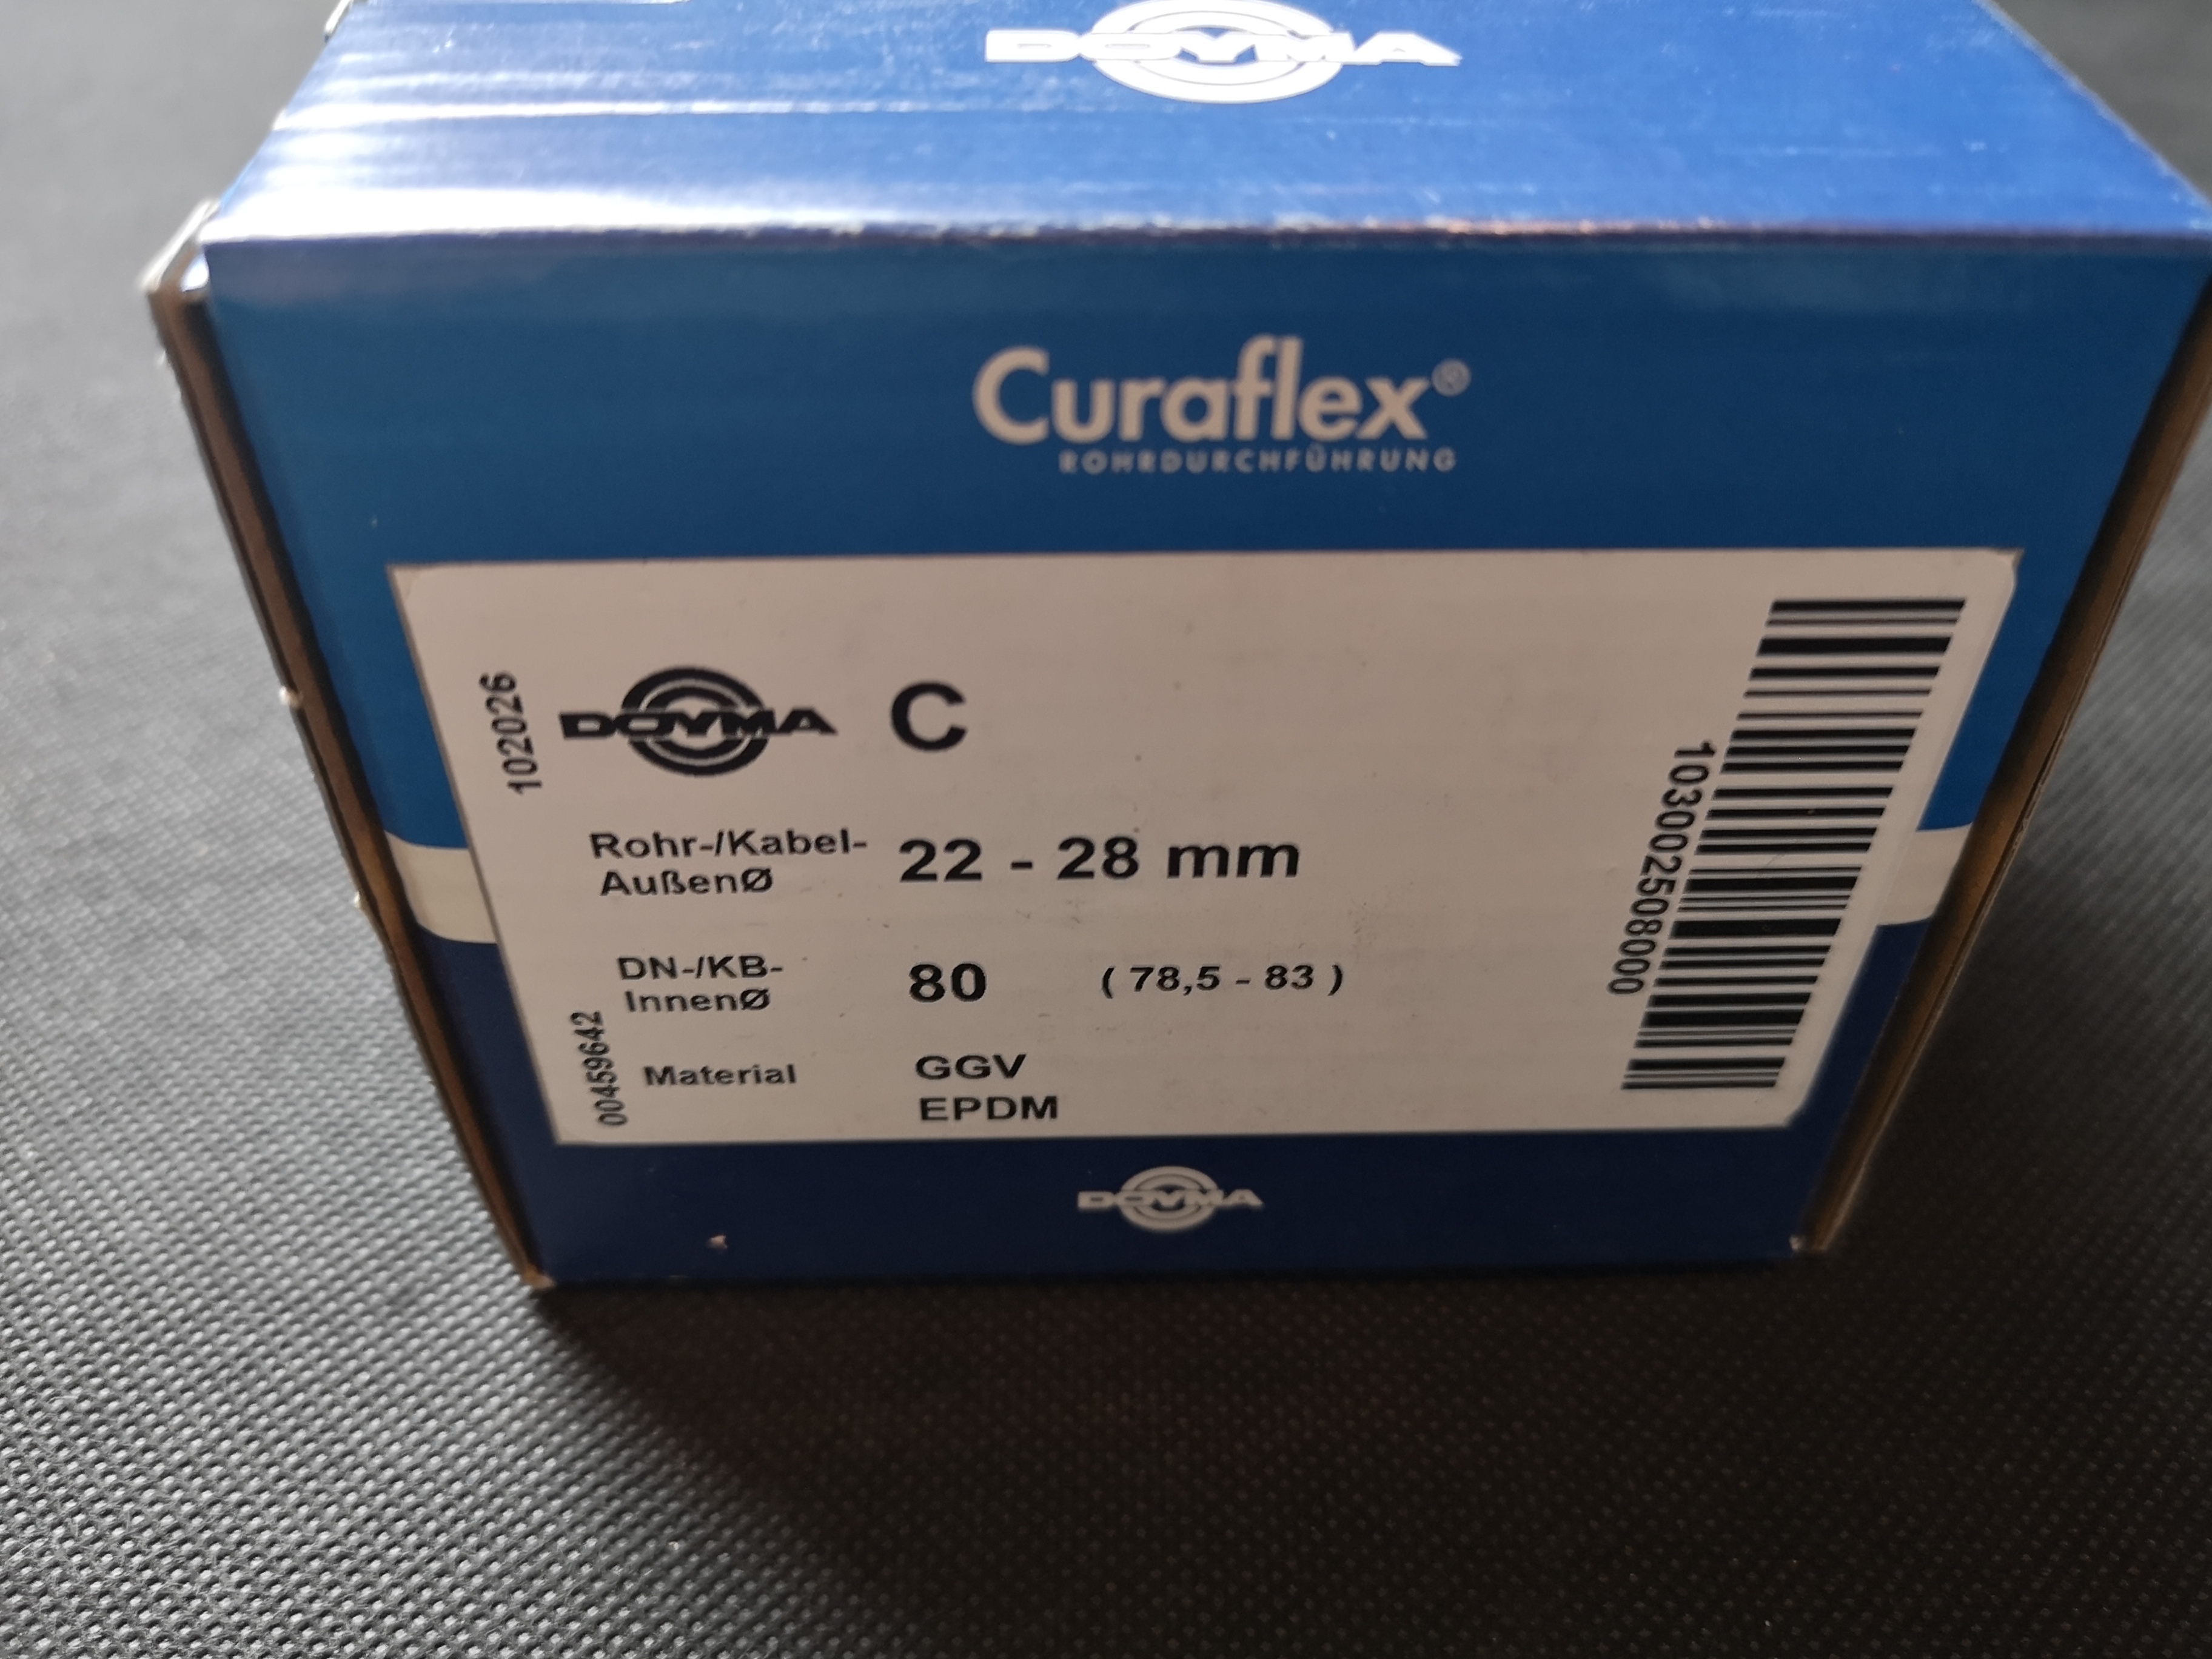 DOYMA
Curaflex®
ROHRDURCHFÜHRUNG
102026
DOYMA C
Rohr-/Kabel-
AußenØ
22 - 28 mm
DN-/KB-
InnenØ
80 ( 78,5 - 83 )
00459642
Material
GGV
EPDM
103002508000
DOYMA